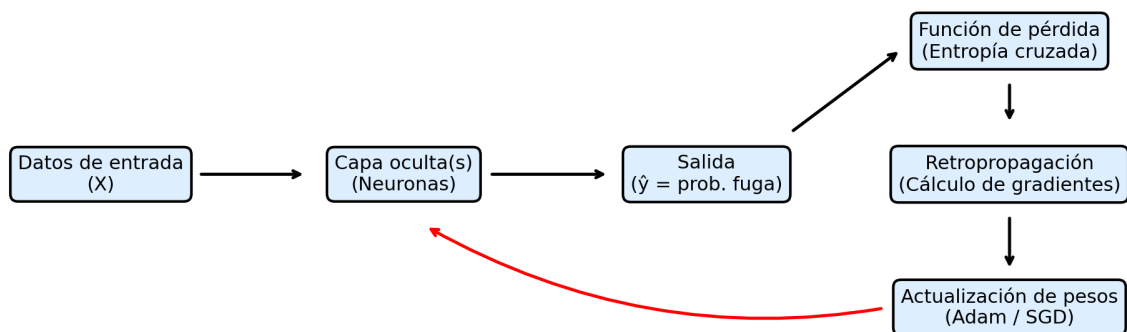 Datos de entrada
(X)
Capa oculta(s)
(Neuronas)
Salida
(ŷ = prob. fuga)
Función de pérdida
(Entropía cruzada)
Retropropagación
(Cálculo de gradientes)
Actualización de pesos
(Adam / SGD)